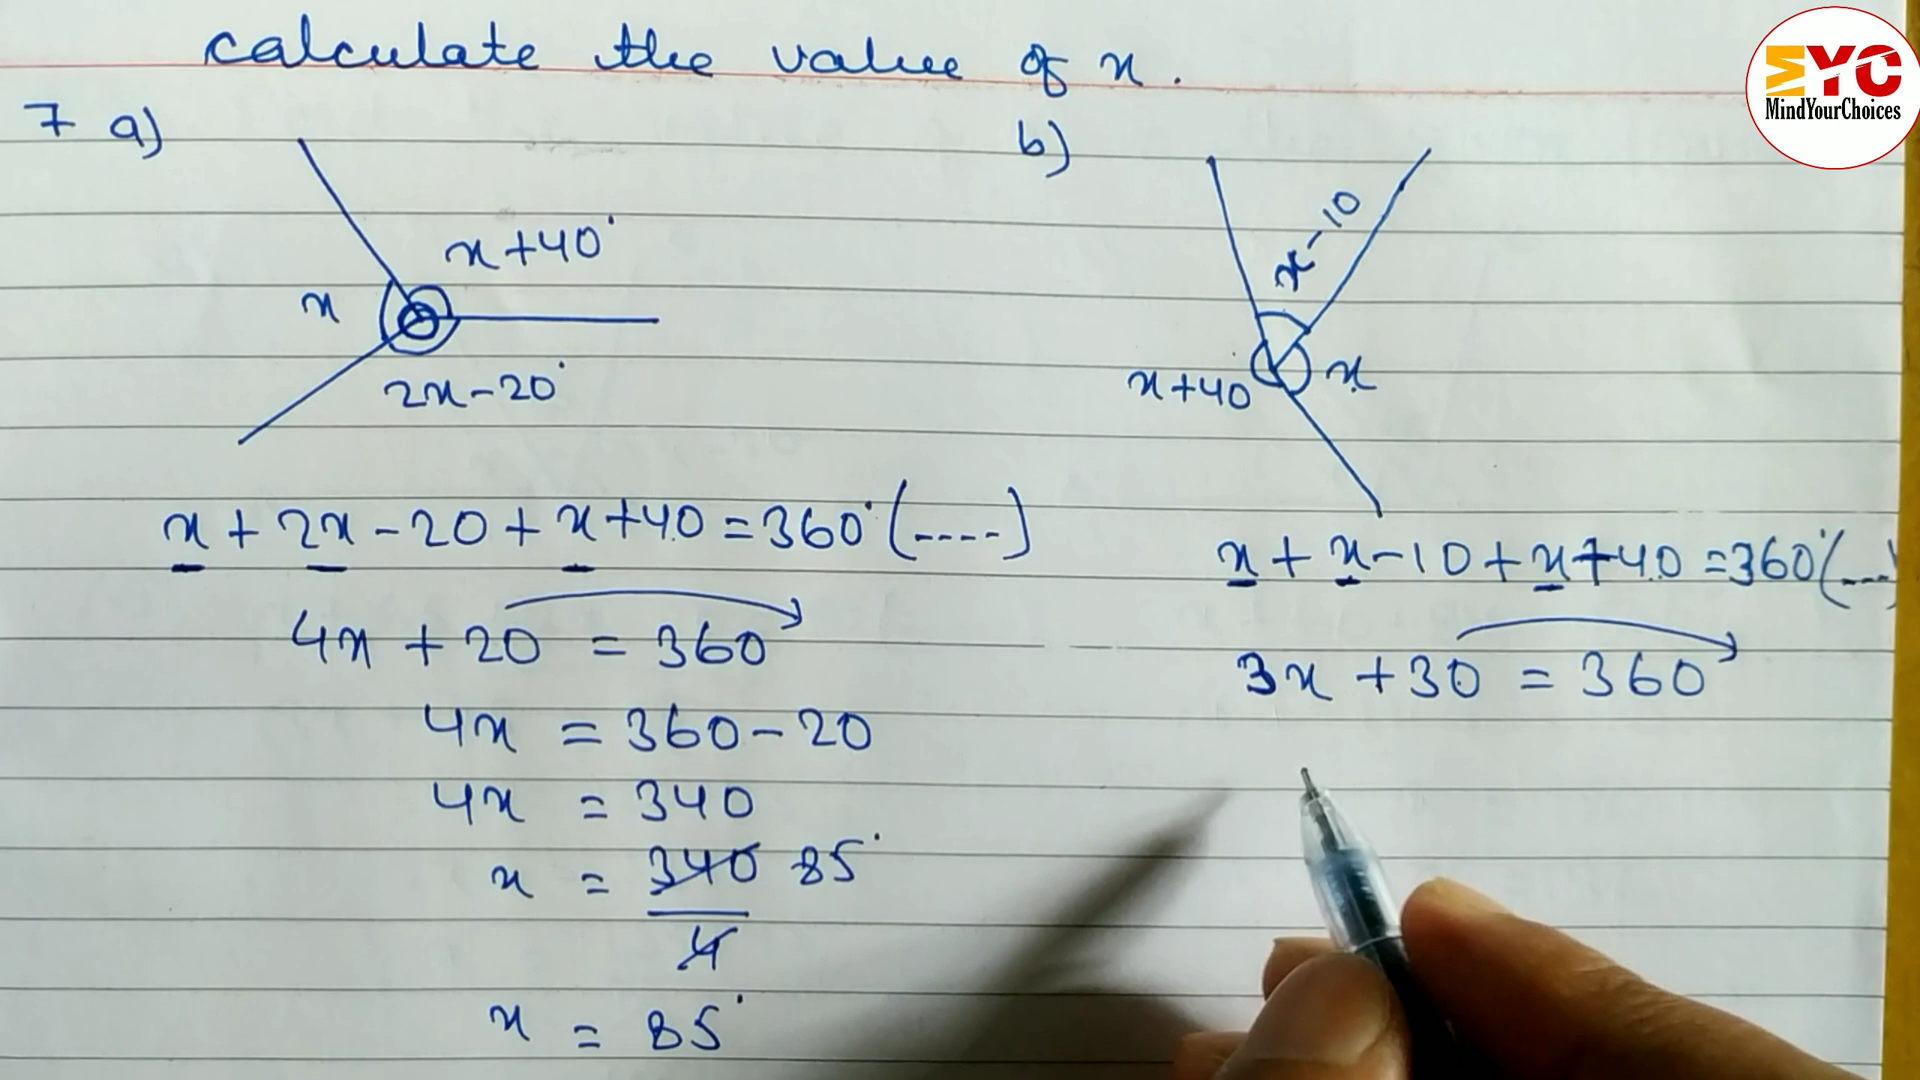 calculate the value of x.
7 a)
x+40°
x
2x-20°
x + 2x - 20 + x + 40 = 360° (-----)
4x + 20 = 360
4x = 360 - 20
4x = 340
x = 340 85°
4
x = 85°
b)
x-10
x+40
x
x + x - 10 + x + 40 = 360° (---)
3x + 30 = 360
MYC
MindYourChoices